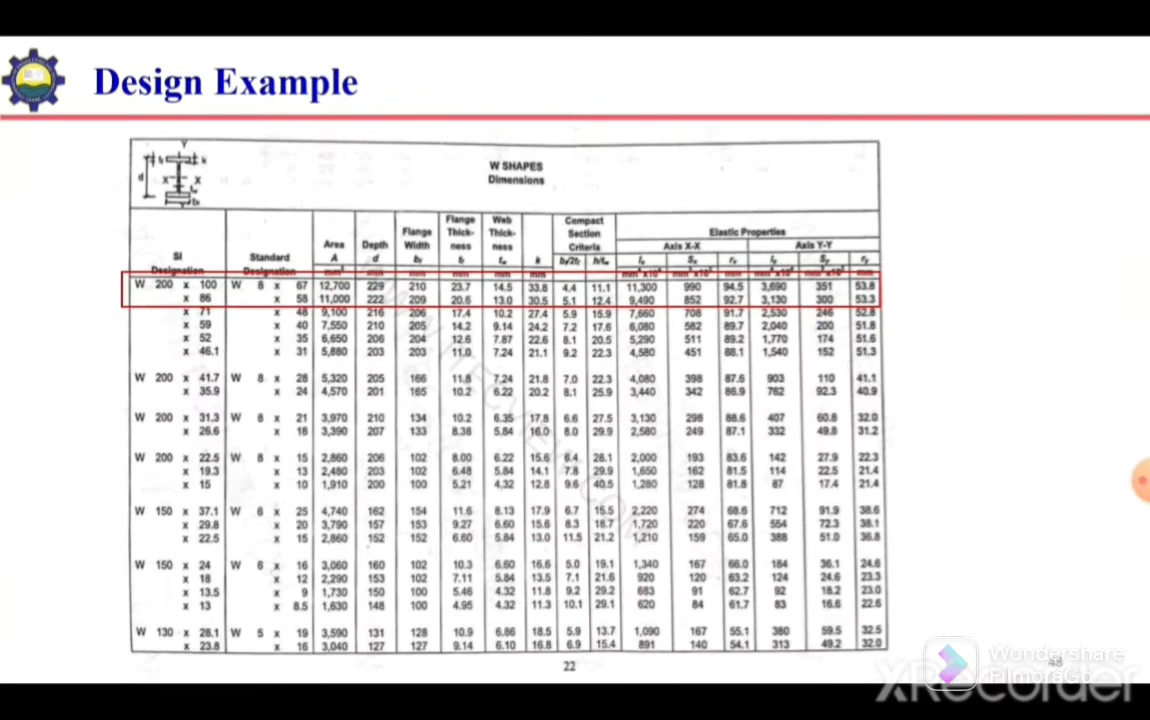 Design Example
W SHAPES
Dimensions
SI Designation Standard Designation Area A Depth d Flange Width bf Flange Thick-ness tf Web Thick-ness tw k Compact Section Criteria Elastic Properties
Axis X-X Axis Y-Y
bf/2tf h/tw Ix Sx rx Iy Sy ry
mm² mm mm mm mm mm mm⁴x10⁴ mm³x10³ mm mm⁴x10⁴ mm³x10³ mm
W 200 x 100 W 8 x 67 12,700 229 210 23.7 14.5 33.8 4.4 11.1 11,300 990 94.5 3,690 351 53.8
x 86 x 58 11,000 222 209 20.6 13.0 30.5 5.1 12.4 9,490 852 92.7 3,130 300 53.3
x 71 x 48 9,100 216 206 17.4 10.2 27.4 5.9 15.9 7,660 708 91.7 2,530 246 52.8
x 59 x 40 7,550 210 205 14.2 9.14 24.2 7.2 17.6 6,080 582 89.7 2,040 200 51.8
x 52 x 35 6,650 206 204 12.6 7.87 22.6 8.1 20.5 5,290 511 89.2 1,770 174 51.6
x 46.1 x 31 5,880 203 203 11.0 7.24 21.1 9.2 22.3 4,580 451 88.1 1,540 152 51.3
W 200 x 41.7 W 8 x 28 5,320 205 166 11.8 7.24 21.8 7.0 22.3 4,080 398 87.6 903 110 41.1
x 35.9 x 24 4,570 201 165 10.2 6.22 20.2 8.1 25.9 3,440 342 86.9 762 92.3 40.9
W 200 x 31.3 W 8 x 21 3,970 210 134 10.2 6.35 17.8 6.6 27.5 3,130 298 88.6 407 60.8 32.0
x 26.6 x 18 3,390 207 133 8.38 5.84 16.0 8.0 29.9 2,580 249 87.1 332 49.8 31.2
W 200 x 22.5 W 8 x 15 2,860 206 102 8.00 6.22 15.6 6.4 28.1 2,000 193 83.6 142 27.9 22.3
x 19.3 x 13 2,480 203 102 6.48 5.84 14.1 7.8 29.9 1,650 162 81.5 114 22.5 21.4
x 15 x 10 1,910 200 100 5.21 4.32 12.8 9.6 40.5 1,280 128 81.8 87 17.4 21.4
W 150 x 37.1 W 6 x 25 4,740 162 154 11.6 8.13 17.9 6.7 15.5 2,220 274 68.6 712 91.9 38.6
x 29.8 x 20 3,790 157 153 9.27 6.60 15.6 8.3 18.7 1,720 220 67.6 554 72.3 38.1
x 22.5 x 15 2,860 152 152 6.60 5.84 13.0 11.5 21.2 1,210 159 65.0 388 51.0 36.8
W 150 x 24 W 6 x 16 3,060 160 102 10.3 6.60 16.6 5.0 19.1 1,340 167 66.0 184 36.1 24.6
x 18 x 12 2,290 153 102 7.11 5.84 13.5 7.1 21.6 920 120 63.2 124 24.6 23.3
x 13.5 x 9 1,730 150 100 5.46 4.32 11.8 9.2 29.2 683 91 62.7 92 18.2 23.0
x 13 x 8.5 1,630 148 100 4.95 4.32 11.3 10.1 29.1 620 84 61.7 83 16.6 22.6
W 130 x 28.1 W 5 x 19 3,590 131 128 10.9 6.86 18.5 5.9 13.7 1,090 167 55.1 380 59.5 32.5
x 23.8 x 16 3,040 127 127 9.14 6.10 16.8 6.9 15.4 891 140 54.1 313 49.2 32.0
22
48
Wondershare
FilmoraGo
XRecorder